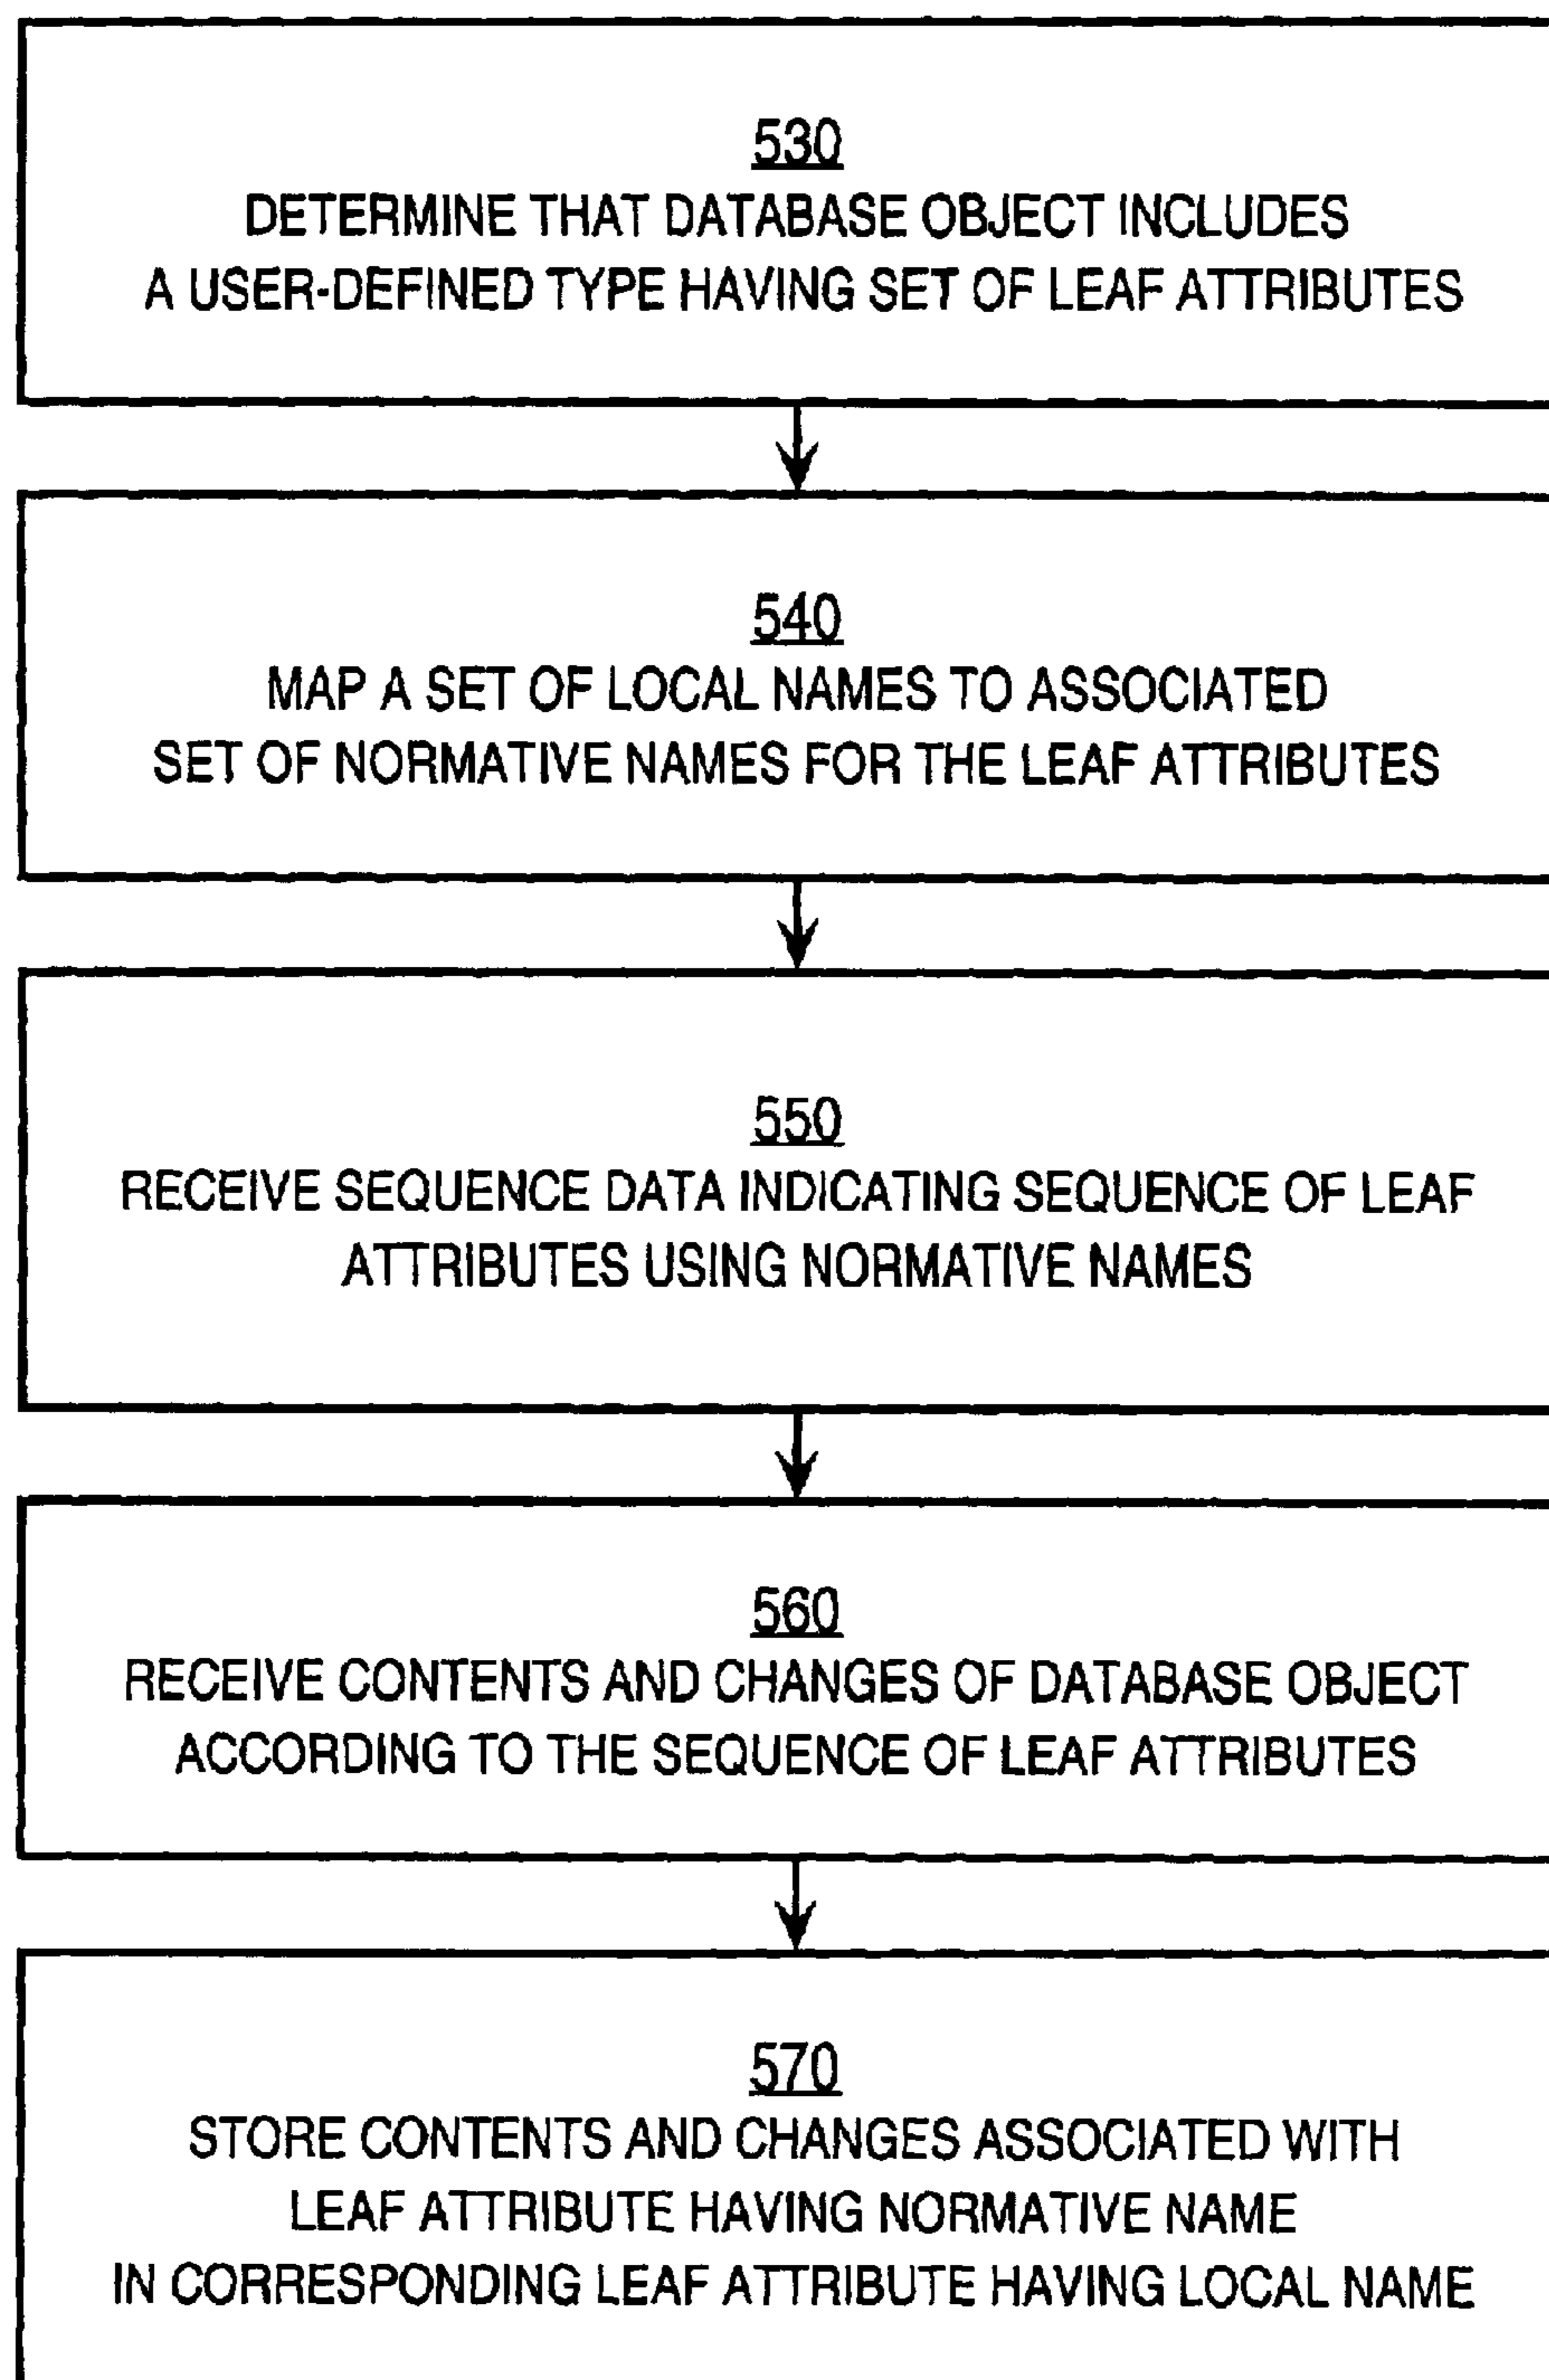 530
DETERMINE THAT DATABASE OBJECT INCLUDES
A USER-DEFINED TYPE HAVING SET OF LEAF ATTRIBUTES
540
MAP A SET OF LOCAL NAMES TO ASSOCIATED
SET OF NORMATIVE NAMES FOR THE LEAF ATTRIBUTES
550
RECEIVE SEQUENCE DATA INDICATING SEQUENCE OF LEAF
ATTRIBUTES USING NORMATIVE NAMES
560
RECEIVE CONTENTS AND CHANGES OF DATABASE OBJECT
ACCORDING TO THE SEQUENCE OF LEAF ATTRIBUTES
570
STORE CONTENTS AND CHANGES ASSOCIATED WITH
LEAF ATTRIBUTE HAVING NORMATIVE NAME
IN CORRESPONDING LEAF ATTRIBUTE HAVING LOCAL NAME